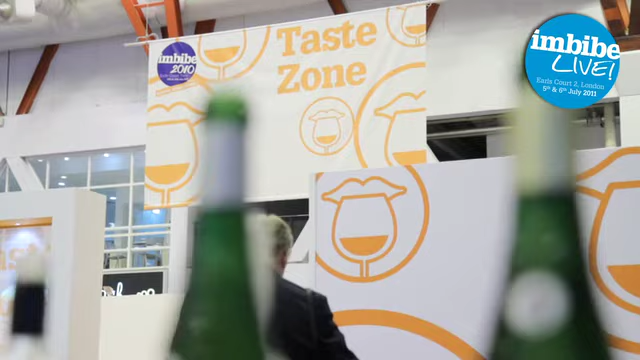 Taste
Zone
imbibe
2010
imbibe
LIVE!
Earls Court 2, London
5th & 6th July 2011